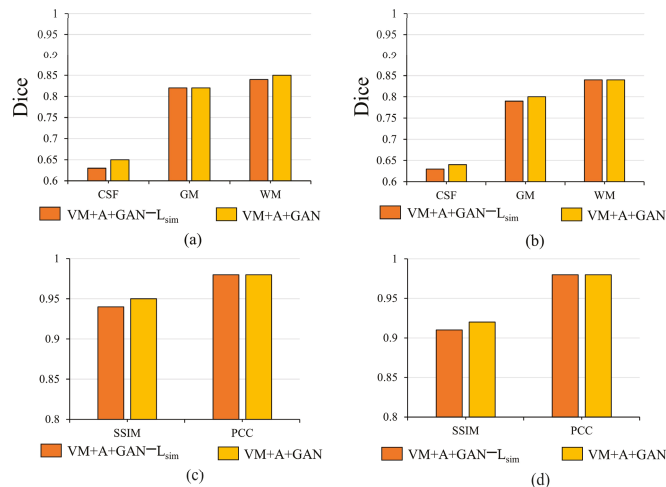 1
0.95
0.9
0.85
0.8
0.75
0.7
0.65
0.6
Dice
CSF GM WM
VM+A+GAN—Lsim VM+A+GAN
(a)
1
0.95
0.9
0.85
0.8
0.75
0.7
0.65
0.6
Dice
CSF GM WM
VM+A+GAN—Lsim VM+A+GAN
(b)
1
0.95
0.9
0.85
0.8
SSIM PCC
VM+A+GAN—Lsim VM+A+GAN
(c)
1
0.95
0.9
0.85
0.8
SSIM PCC
VM+A+GAN—Lsim VM+A+GAN
(d)